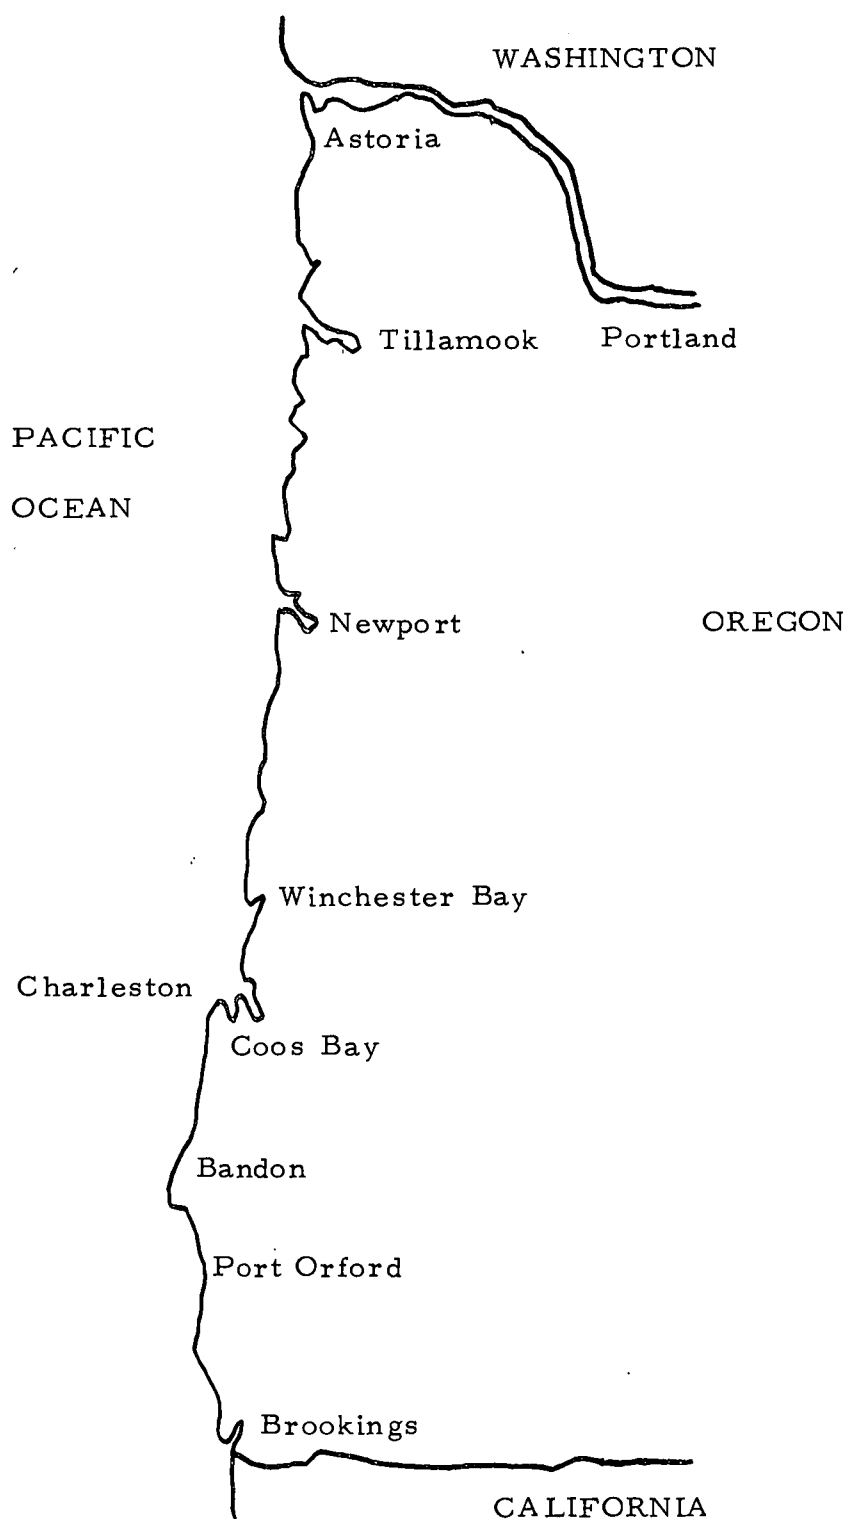 WASHINGTON
Astoria
Tillamook
Portland
PACIFIC
OCEAN
Newport
OREGON
Winchester Bay
Charleston
Coos Bay
Bandon
Port Orford
Brookings
CALIFORNIA